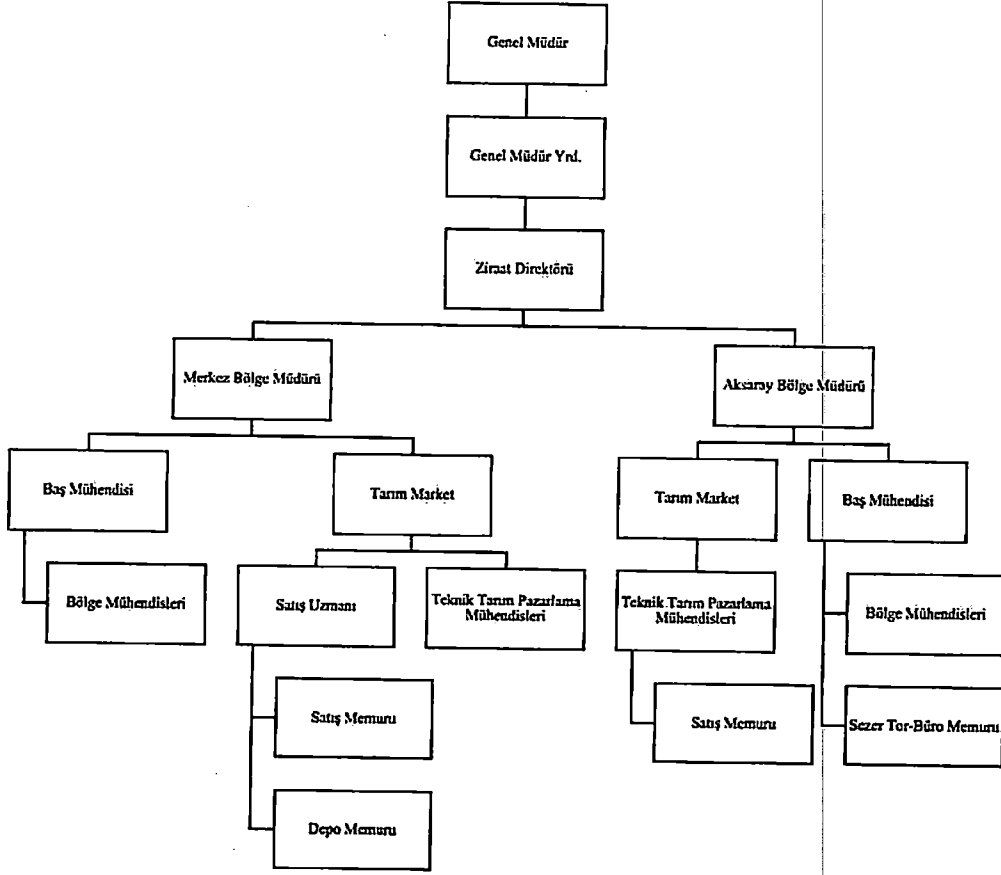 Genel Müdür
Genel Müdür Yrd.
Ziraat Direktörü
Merkez Bölge Müdürü
Aksaray Bölge Müdürü
Baş Mühendisi
Tarım Market
Tarım Market
Baş Mühendisi
Bölge Mühendisleri
Satış Uzmanı
Teknik Tarım Pazarlama
Mühendisleri
Teknik Tarım Pazarlama
Mühendisleri
Bölge Mühendisleri
Satış Memuru
Satış Memuru
Sezer Tor-Büro Memuru
Depo Memuru